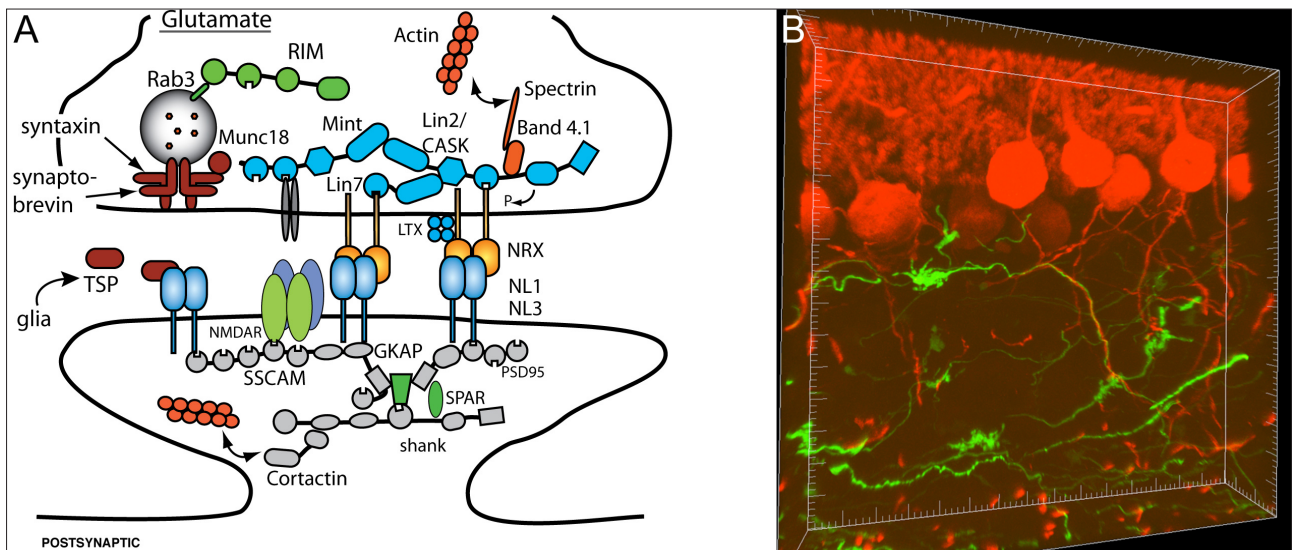 A
Glutamate
Actin
RIM
Rab3
Spectrin
syntaxin
Munc18
Mint
Lin2/
CASK
Band 4.1
synapto-
brevin
Lin7
P
LTX
NRX
TSP
NL1
NL3
glia
NMDAR
GKAP
SSCAM
PSD95
SPAR
shank
Cortactin
POSTSYNAPTIC
B